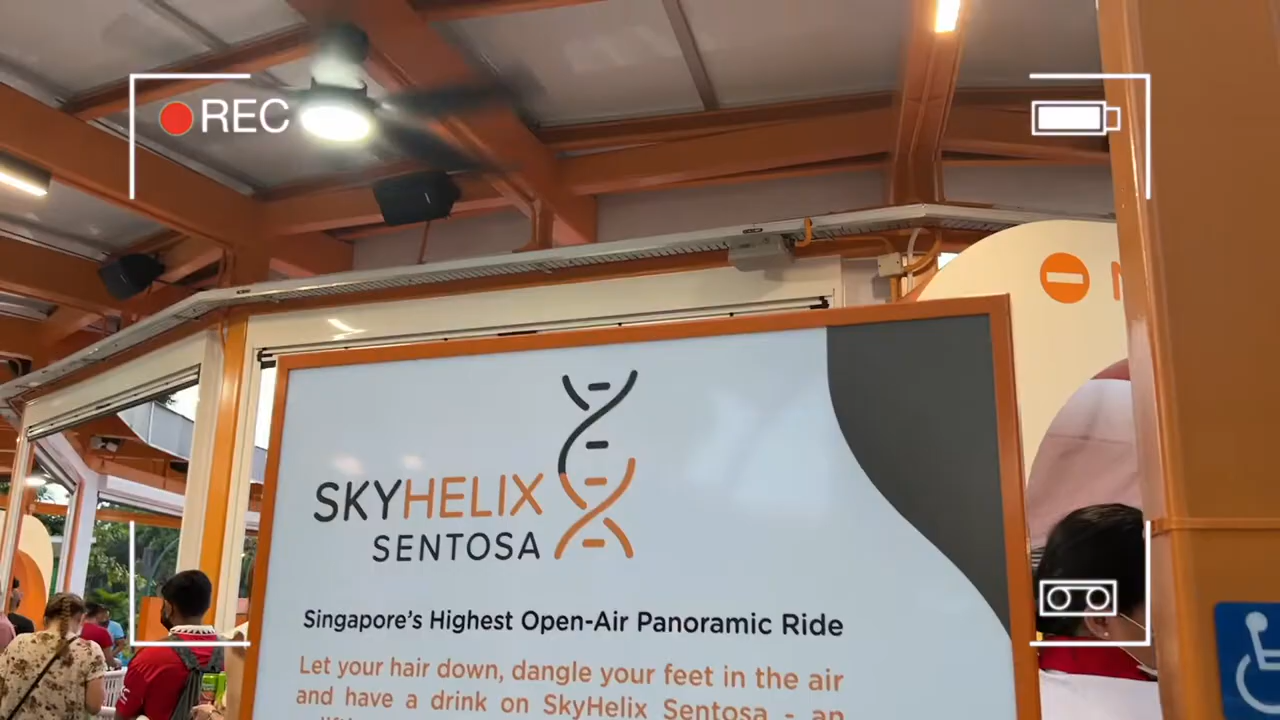 REC
SKYHELIX
SENTOSA
Singapore's Highest Open-Air Panoramic Ride
Let your hair down, dangle your feet in the air
and have a drink on SkyHelix Sentosa - an